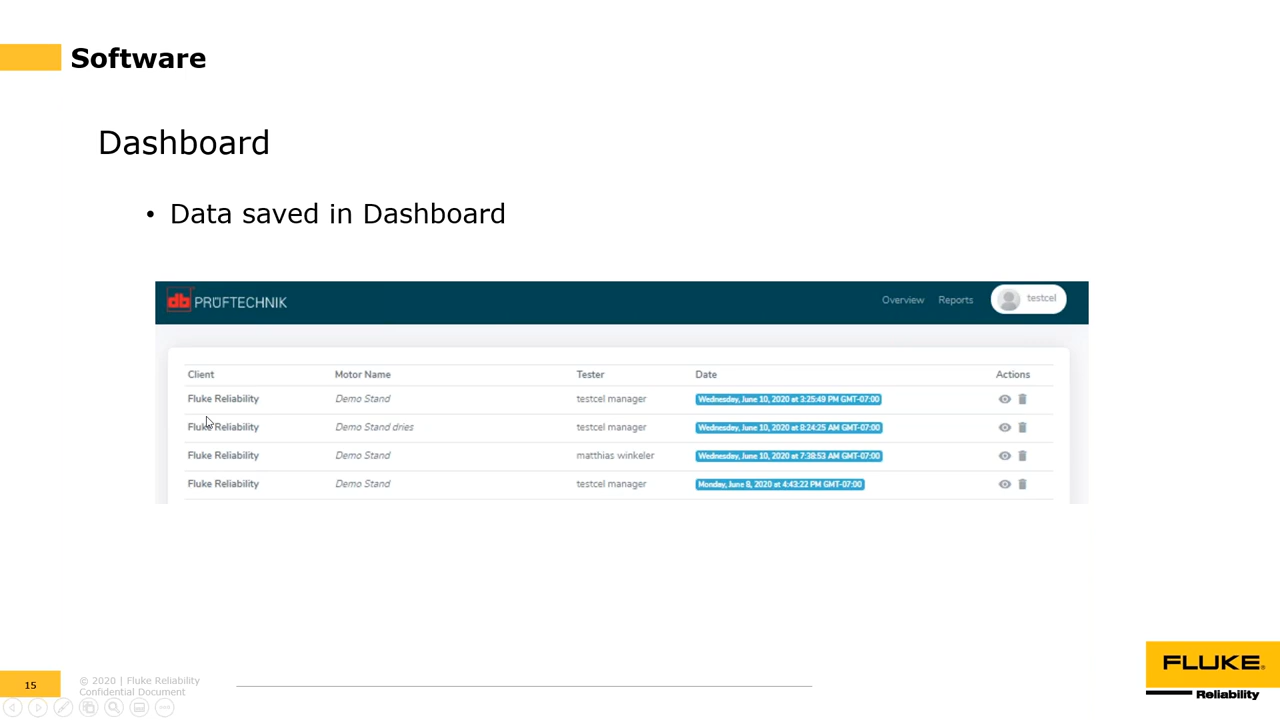 Software
Dashboard
• Data saved in Dashboard
db PRÜFTECHNIK Overview Reports testcel
Client Motor Name Tester Date Actions
Fluke Reliability Demo Stand testcel manager Wednesday, June 10, 2020 at 3:25:49 PM GMT-07:00
Fluke Reliability Demo Stand dries testcel manager Wednesday, June 10, 2020 at 8:24:25 AM GMT-07:00
Fluke Reliability Demo Stand matthias winkeler Wednesday, June 10, 2020 at 7:38:53 AM GMT-07:00
Fluke Reliability Demo Stand testcel manager Monday, June 8, 2020 at 4:43:22 PM GMT-07:00
FLUKE®
Reliability
15
© 2020 | Fluke Reliability
Confidential Document